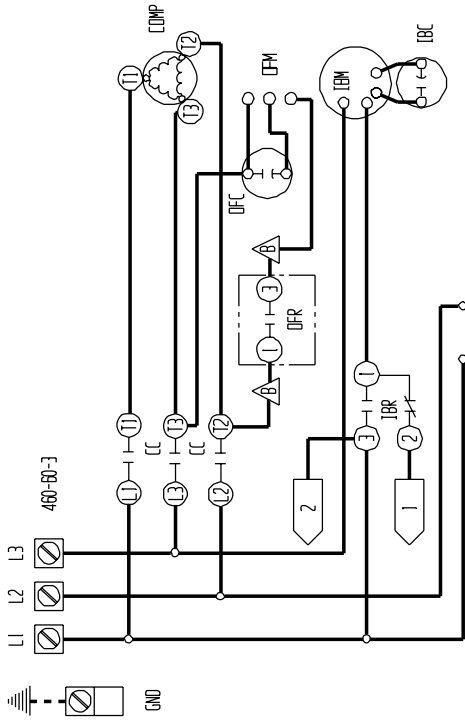 COMP
T1
T2
T3
OFM
IBM
IBC
OFC
B
3
OFR
1
B
T1
CC
T3
CC
T2
L1
L3
L2
1
IBR
3
2
2
1
460-60-3
L3
L2
L1
GND